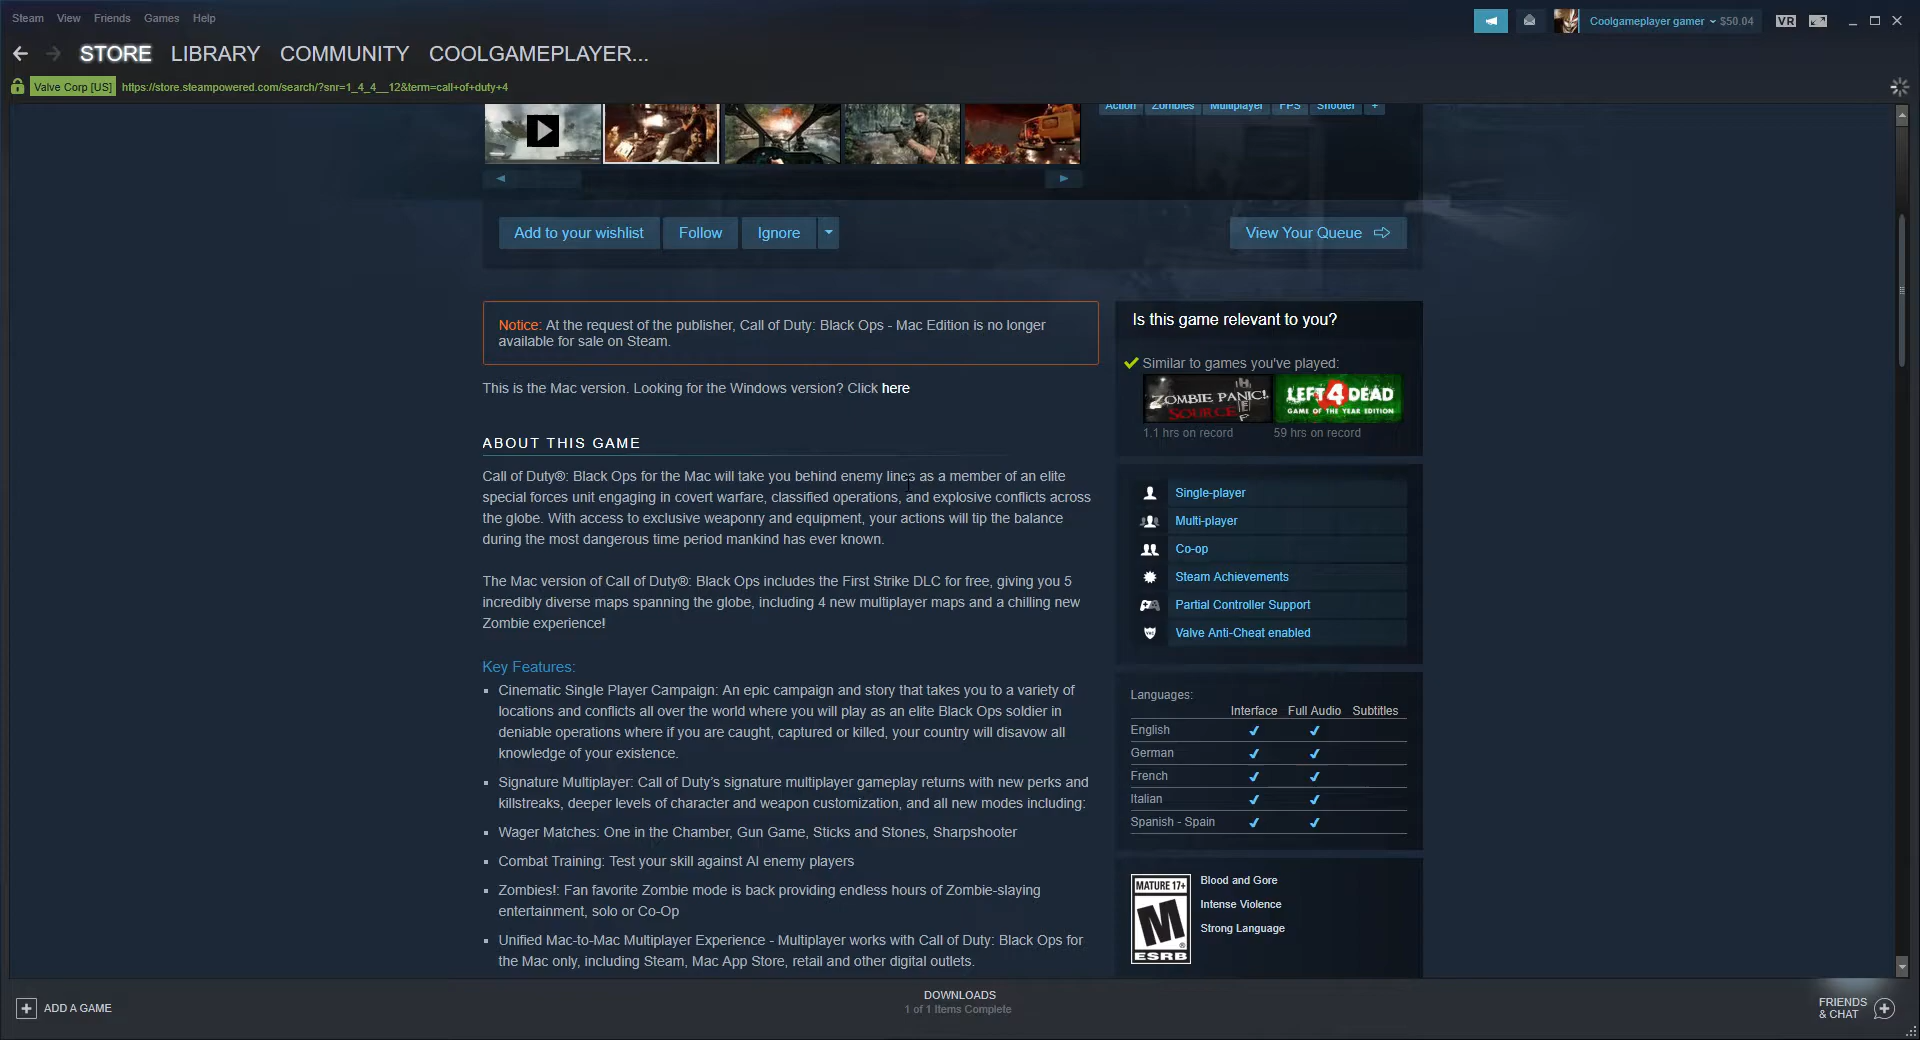 Steam View Friends Games Help
Coolgameplayer gamer $50.04 VR
STORE LIBRARY COMMUNITY COOLGAMEPLAYER...
Valve Corp [US] https://store.steampowered.com/search/?snr=1_4_4__12&term=call+of+duty+4
Action Zombies Multiplayer FPS Shooter +
Add to your wishlist Follow Ignore View Your Queue
Notice: At the request of the publisher, Call of Duty: Black Ops - Mac Edition is no longer
available for sale on Steam.
This is the Mac version. Looking for the Windows version? Click here
ABOUT THIS GAME
Call of Duty®: Black Ops for the Mac will take you behind enemy lines as a member of an elite
special forces unit engaging in covert warfare, classified operations, and explosive conflicts across
the globe. With access to exclusive weaponry and equipment, your actions will tip the balance
during the most dangerous time period mankind has ever known.
The Mac version of Call of Duty®: Black Ops includes the First Strike DLC for free, giving you 5
incredibly diverse maps spanning the globe, including 4 new multiplayer maps and a chilling new
Zombie experience!
Key Features:
Cinematic Single Player Campaign: An epic campaign and story that takes you to a variety of
locations and conflicts all over the world where you will play as an elite Black Ops soldier in
deniable operations where if you are caught, captured or killed, your country will disavow all
knowledge of your existence.
Signature Multiplayer: Call of Duty’s signature multiplayer gameplay returns with new perks and
killstreaks, deeper levels of character and weapon customization, and all new modes including:
Wager Matches: One in the Chamber, Gun Game, Sticks and Stones, Sharpshooter
Combat Training: Test your skill against AI enemy players
Zombies!: Fan favorite Zombie mode is back providing endless hours of Zombie-slaying
entertainment, solo or Co-Op
Unified Mac-to-Mac Multiplayer Experience - Multiplayer works with Call of Duty: Black Ops for
the Mac only, including Steam, Mac App Store, retail and other digital outlets.
Is this game relevant to you?
Similar to games you've played:
ZOMBIE PANIC! SOURCE
LEFT 4 DEAD
GAME OF THE YEAR EDITION
1.1 hrs on record 59 hrs on record
Single-player
Multi-player
Co-op
Steam Achievements
Partial Controller Support
Valve Anti-Cheat enabled
Languages:
Interface Full Audio Subtitles
English ✔ ✔
German ✔ ✔
French ✔ ✔
Italian ✔ ✔
Spanish - Spain ✔ ✔
MATURE 17+
M
ESRB
Blood and Gore
Intense Violence
Strong Language
ADD A GAME
DOWNLOADS
1 of 1 Items Complete
FRIENDS
& CHAT